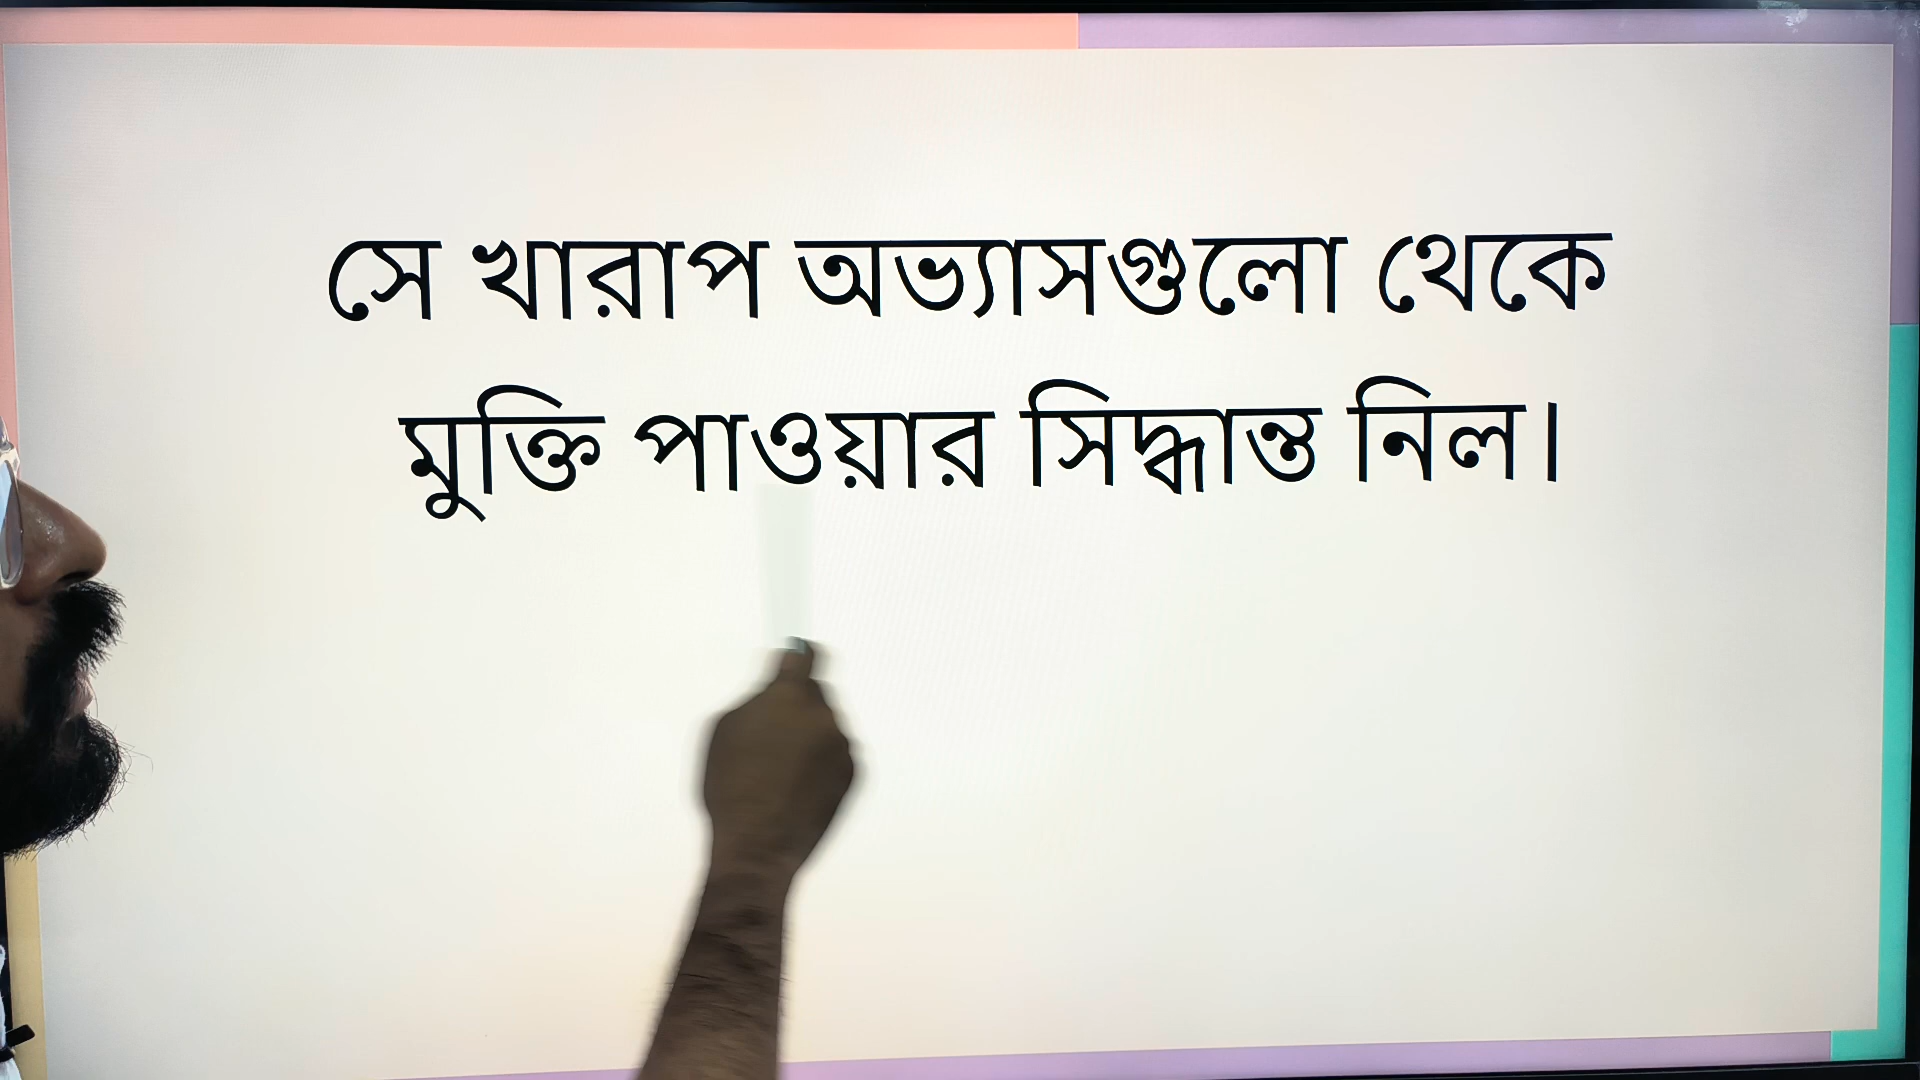 সে খারাপ অভ্যাসগুলো থেকে
মুক্তি পাওয়ার সিদ্ধান্ত নিল।